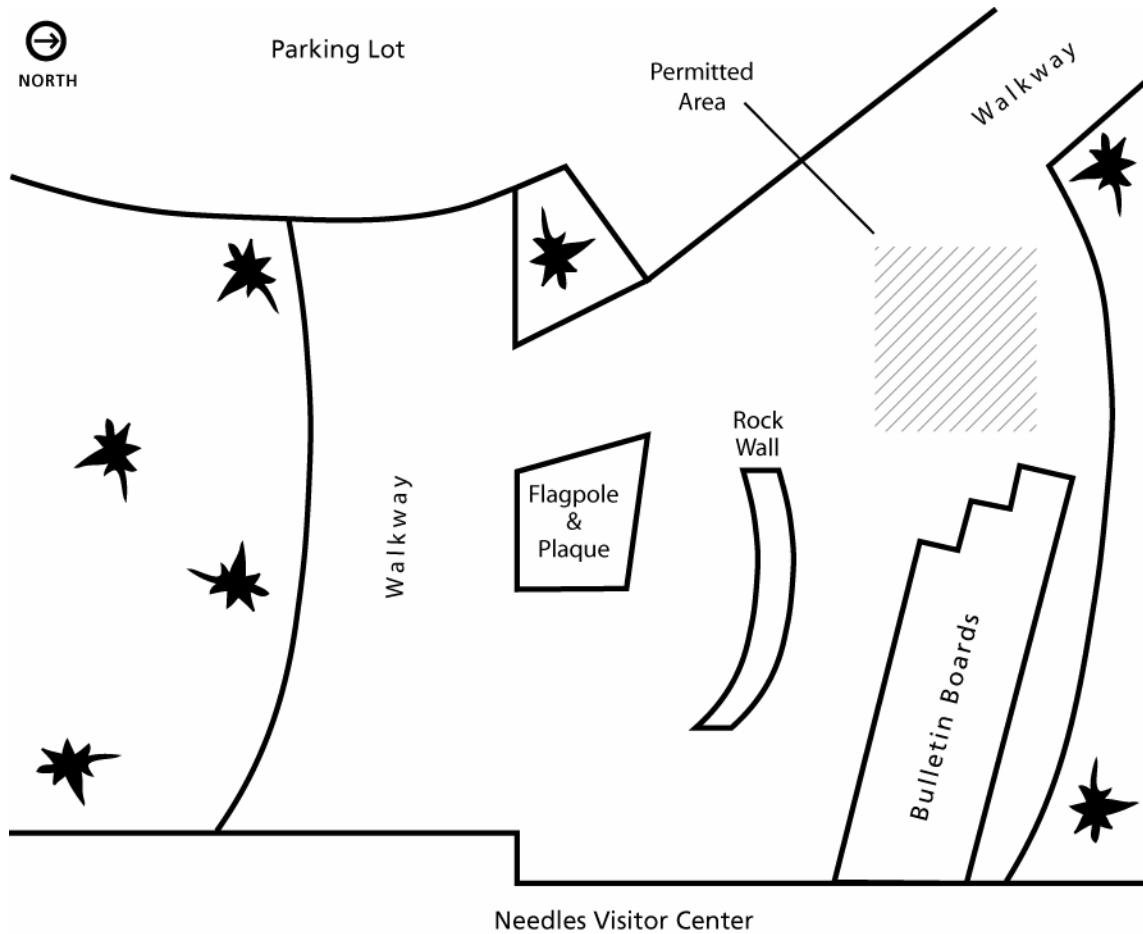 NORTH
Parking Lot
Permitted
Area
Walkway
Rock
Wall
Flagpole
&
Plaque
Walkway
Bulletin Boards
Needles Visitor Center